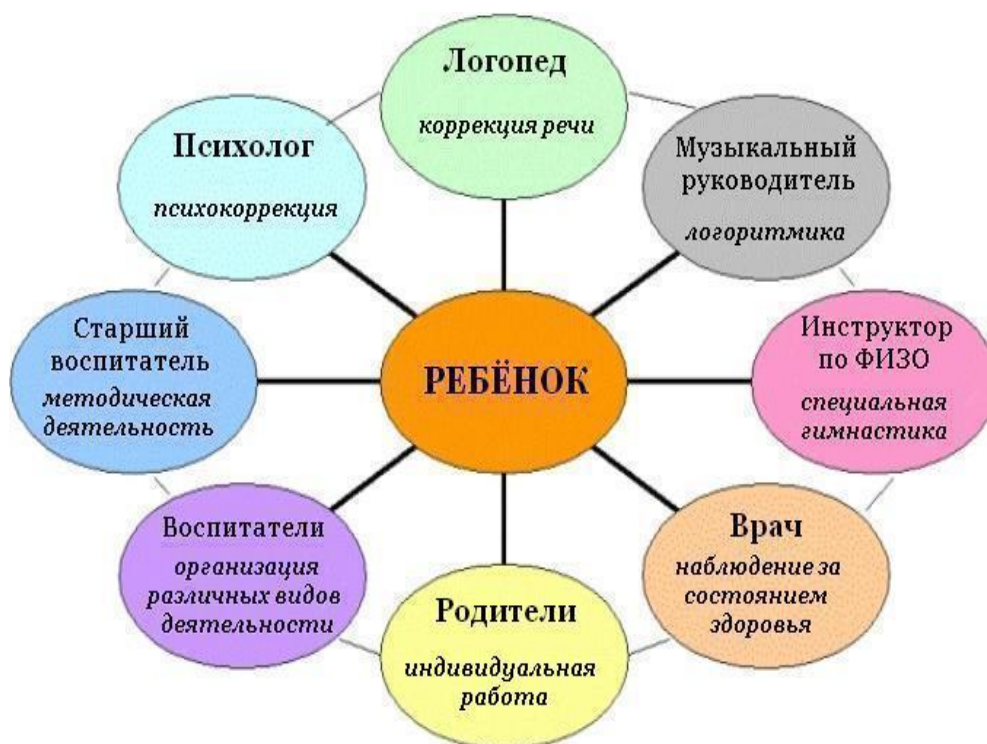 Логопед
коррекция речи
Психолог
психокоррекция
Музыкальный
руководитель
логоритмика
Старший
воспитатель
методическая
деятельность
РЕБЁНОК
Инструктор
по ФИЗО
специальная
гимнастика
Воспитатели
организация
различных видов
деятельности
Родители
индивидуальная
работа
Врач
наблюдение за
состоянием
здоровья